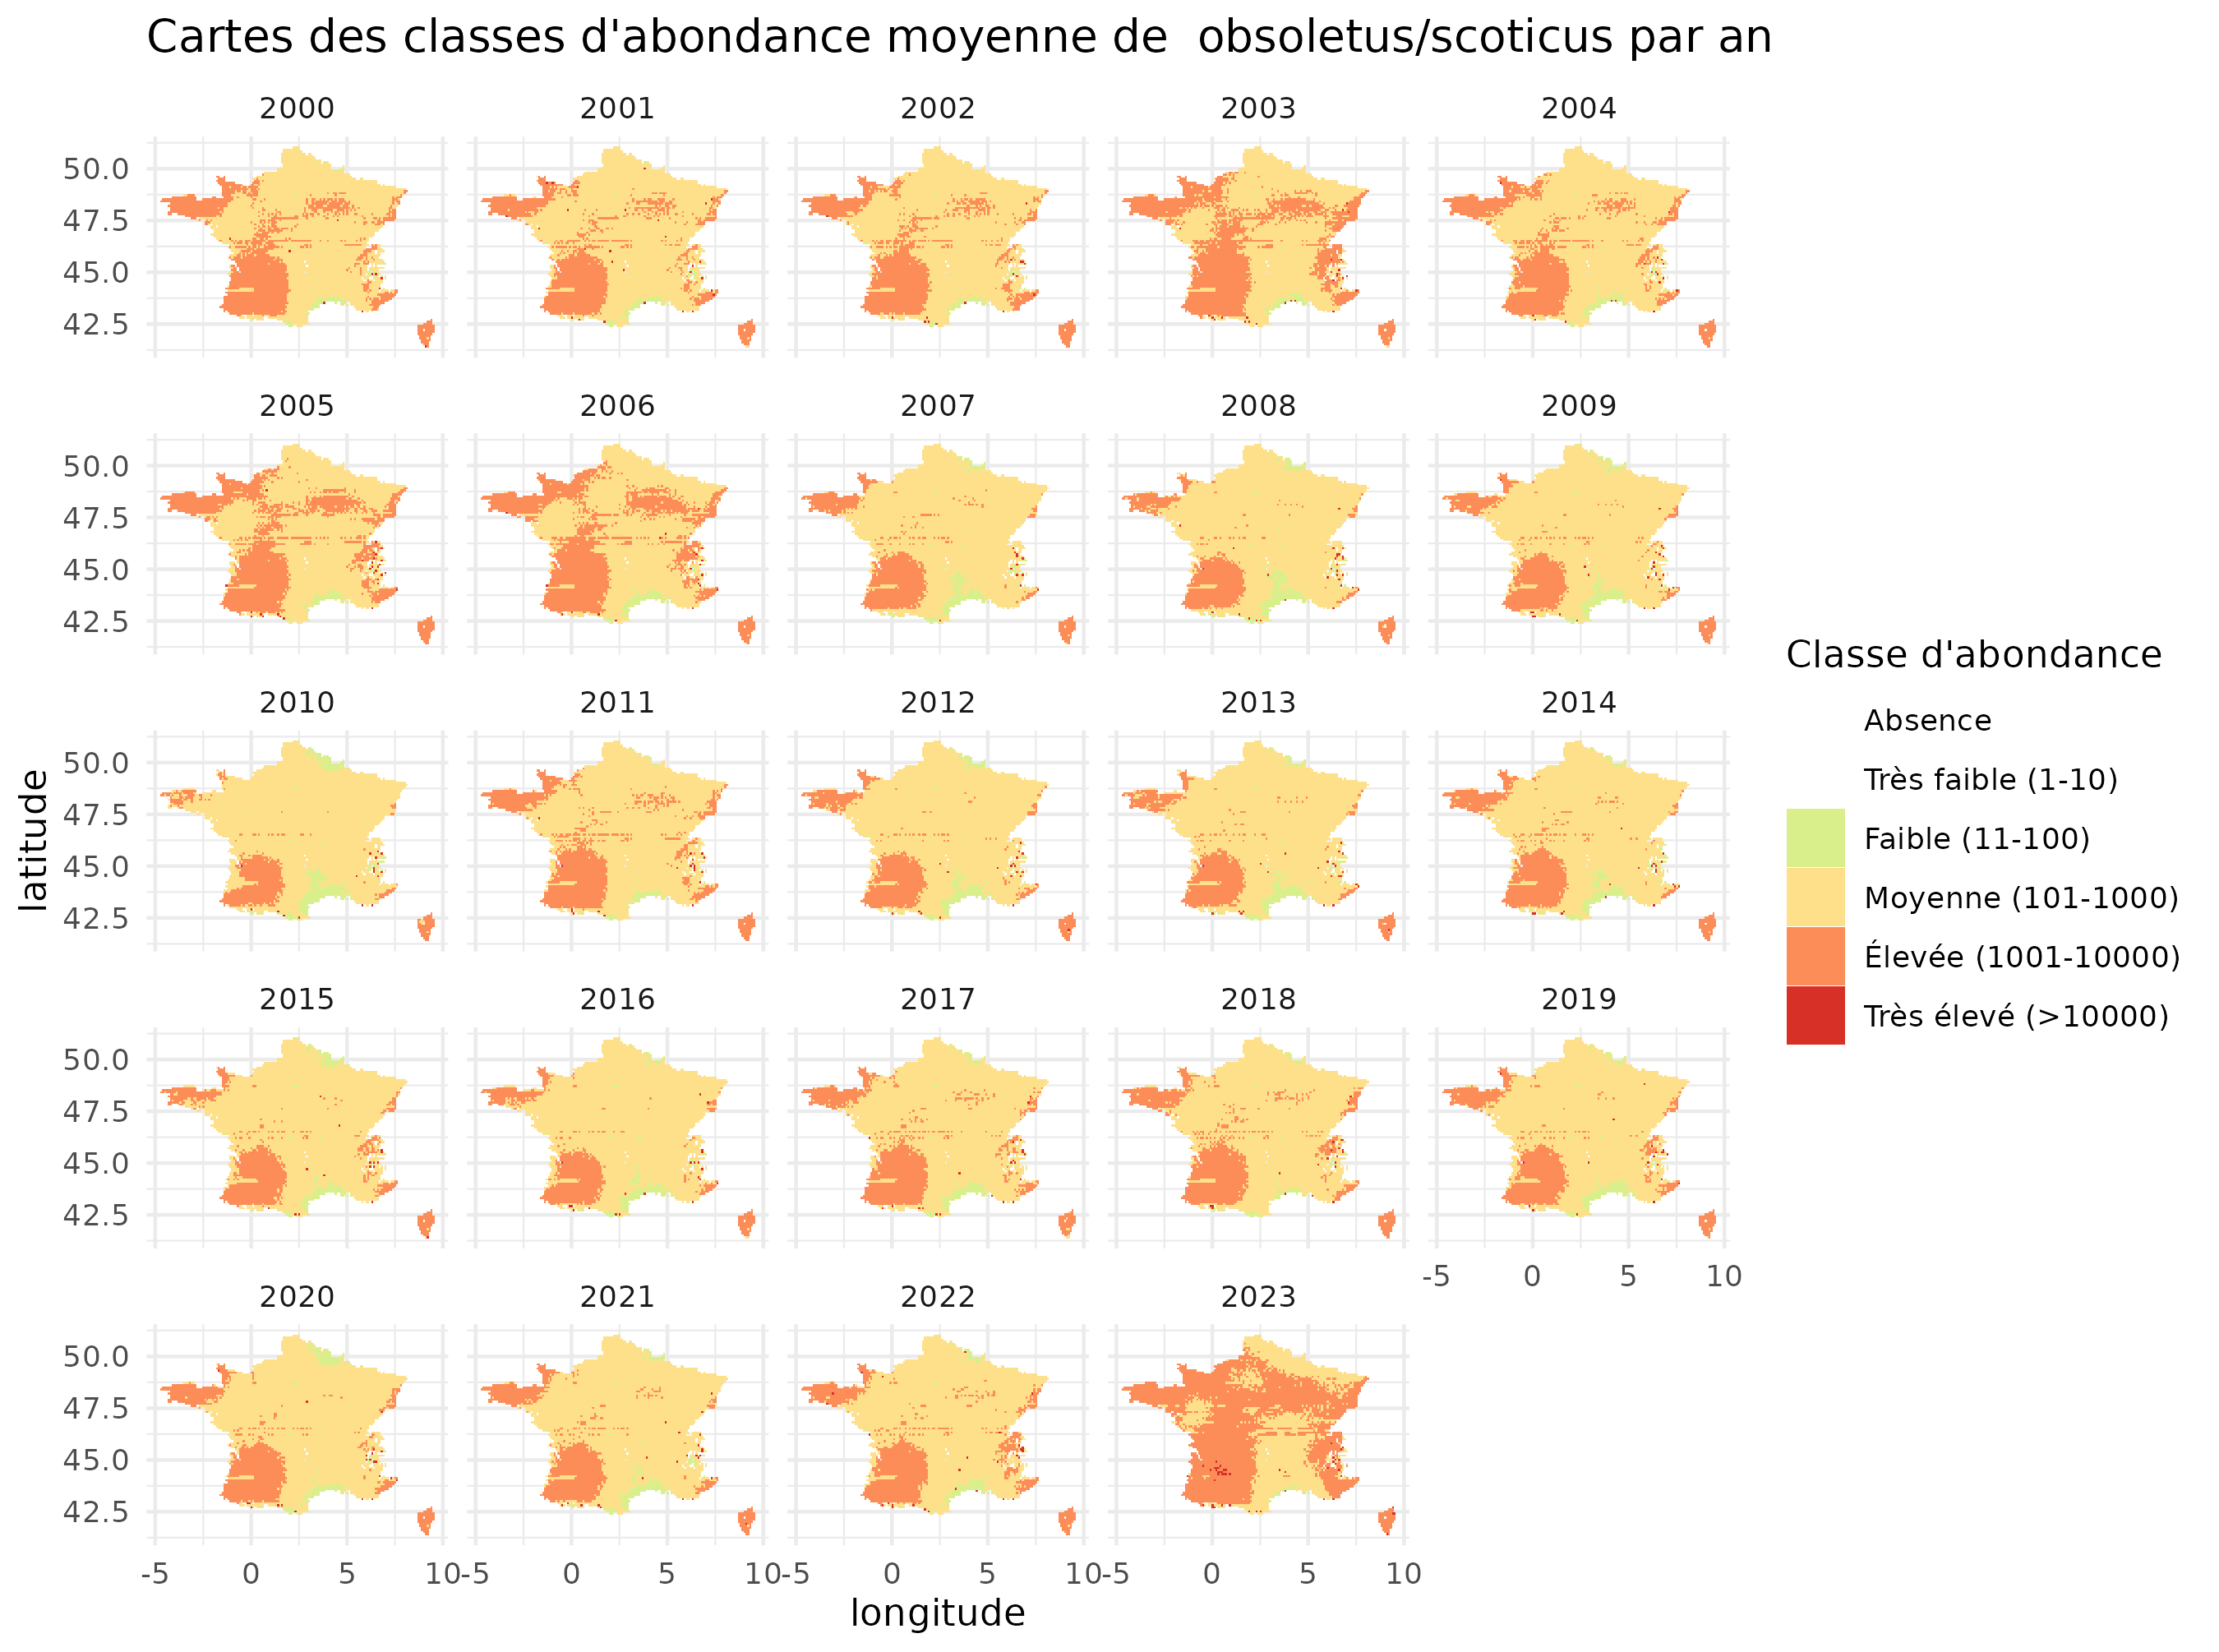 Cartes des classes d'abondance moyenne de  obsoletus/scoticus par an
2000 2001 2002 2003 2004
50.0
47.5
45.0
42.5
2005 2006 2007 2008 2009
50.0
47.5
45.0
42.5
2010 2011 2012 2013 2014
50.0
47.5
45.0
42.5
2015 2016 2017 2018 2019
50.0
47.5
45.0
42.5
-5 0 5 10
2020 2021 2022 2023
50.0
47.5
45.0
42.5
-5 0 5 10 -5 0 5 10 -5 0 5 10 -5 0 5 10
longitude
latitude
Classe d'abondance
Absence
Très faible (1-10)
Faible (11-100)
Moyenne (101-1000)
Élevée (1001-10000)
Très élevé (>10000)